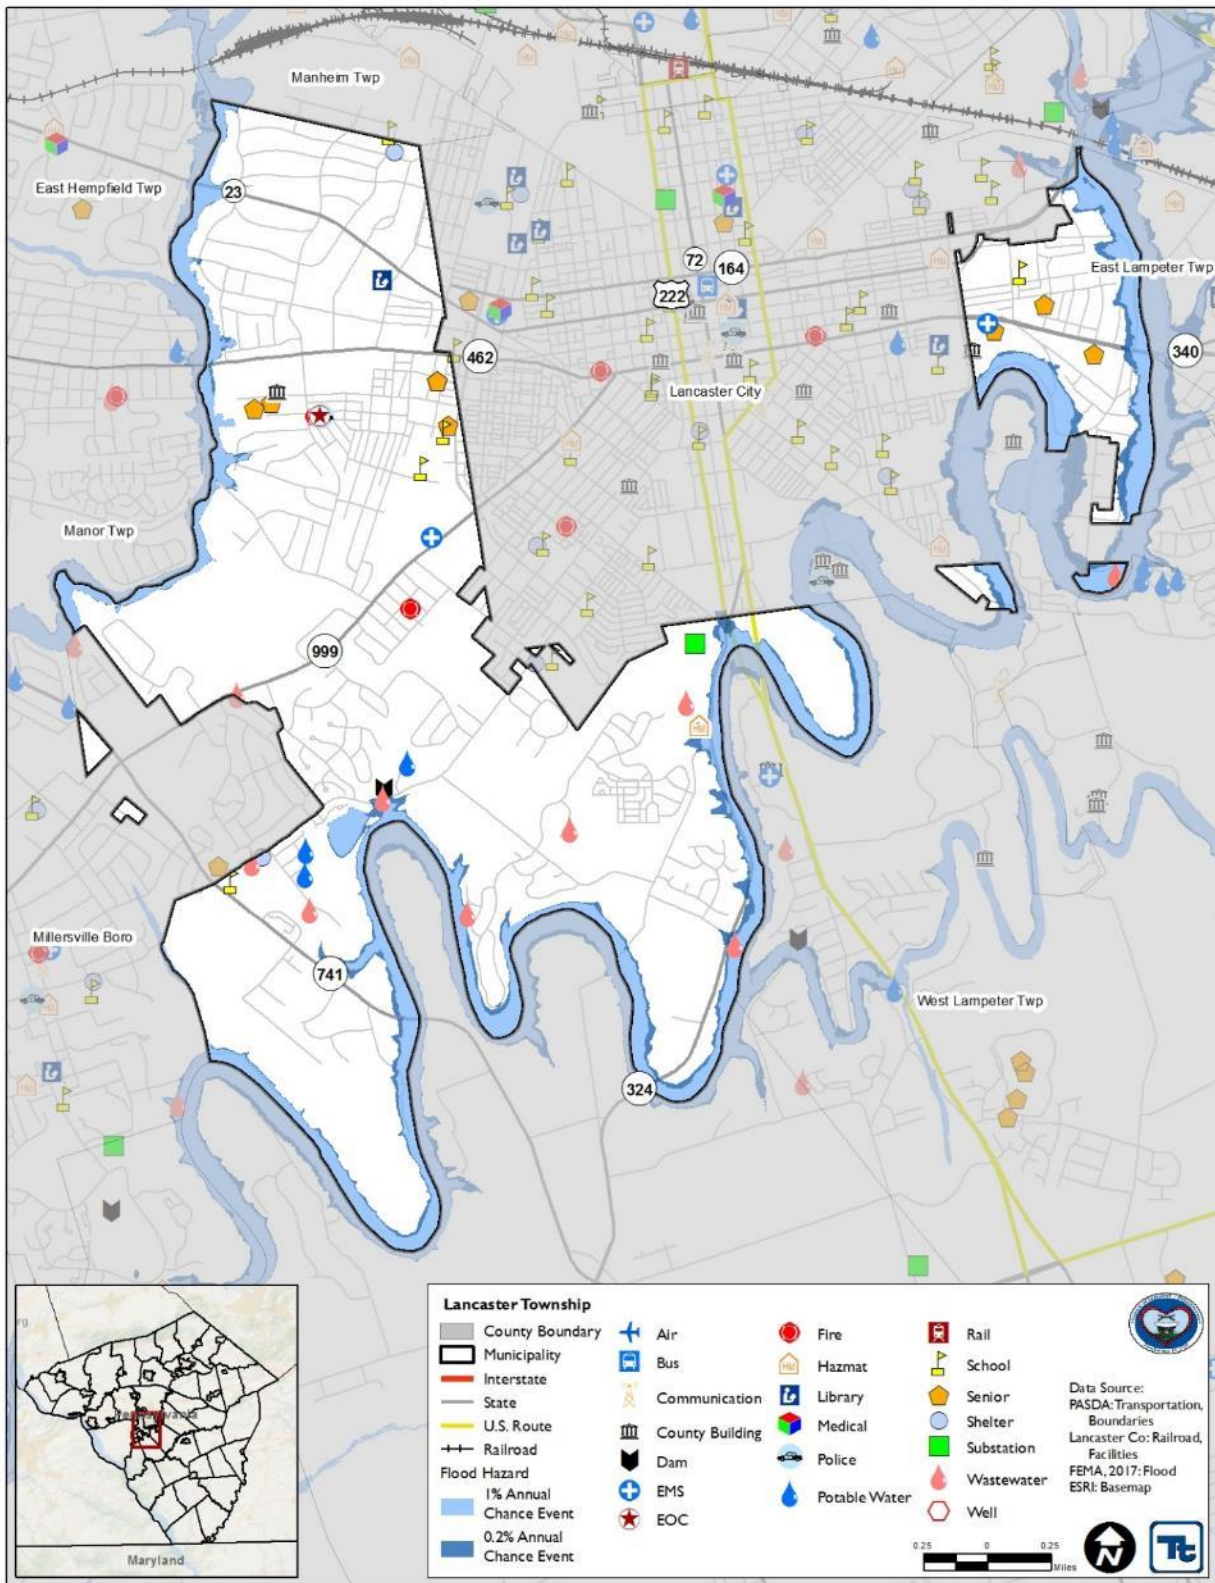 Manheim Twp
East Hempfield Twp
23
72
164
222
East Lampeter Twp
462
340
Lancaster City
Manor Twp
999
Millersville Boro
741
West Lampeter Twp
324
Pennsylvania
Maryland
Lancaster Township
County Boundary
Municipality
Interstate
State
U.S. Route
Railroad
Flood Hazard
1% Annual
Chance Event
0.2% Annual
Chance Event
Air
Bus
Communication
County Building
Dam
EMS
EOC
Fire
Hazmat
Library
Medical
Police
Potable Water
Rail
School
Senior
Shelter
Substation
Wastewater
Well
Data Source:
PASDA: Transportation,
Boundaries
Lancaster Co: Railroad,
Facilities
FEMA, 2017: Flood
ESRI: Basemap
0.25 0 0.25
Miles
N
Tt